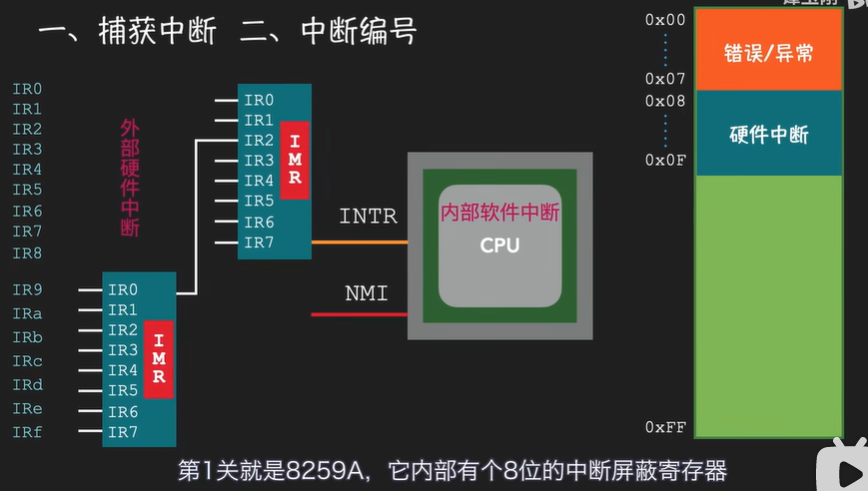 一、捕获中断 二、中断编号
IR0
IR1
IR2
IR3
IR4
IR5
IR6
IR7
IR8
IR9
IRa
IRb
IRc
IRd
IRe
IRf
外部硬件中断
IR0
IR1
IR2
IR3
IR4
IR5
IR6
IR7
IMR
IR0
IR1
IR2
IR3
IR4
IR5
IR6
IR7
IMR
INTR
NMI
内部软件中断
CPU
0x00
0x07
0x08
0x0F
0xFF
错误/异常
硬件中断
第1关就是8259A，它内部有个8位的中断屏蔽寄存器